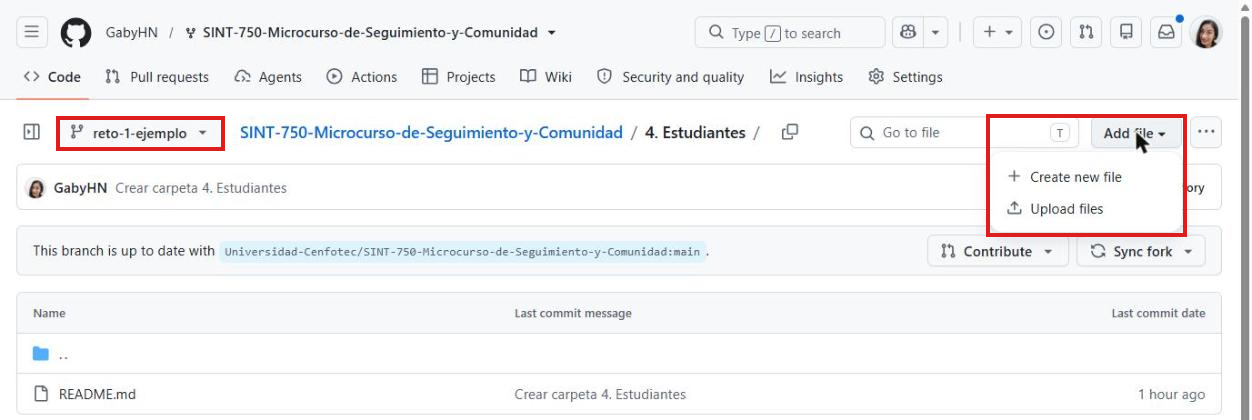 GabyHN / SINT-750-Microcurso-de-Seguimiento-y-Comunidad Type / to search
Code Pull requests Agents Actions Projects Wiki Security and quality Insights Settings
reto-1-ejemplo SINT-750-Microcurso-de-Seguimiento-y-Comunidad / 4. Estudiantes / Go to file T Add file
Create new file
Upload files
GabyHN Crear carpeta 4. Estudiantes
This branch is up to date with Universidad-Cenfotec/SINT-750-Microcurso-de-Seguimiento-y-Comunidad:main . Contribute Sync fork
Name Last commit message Last commit date
..
README.md Crear carpeta 4. Estudiantes 1 hour ago